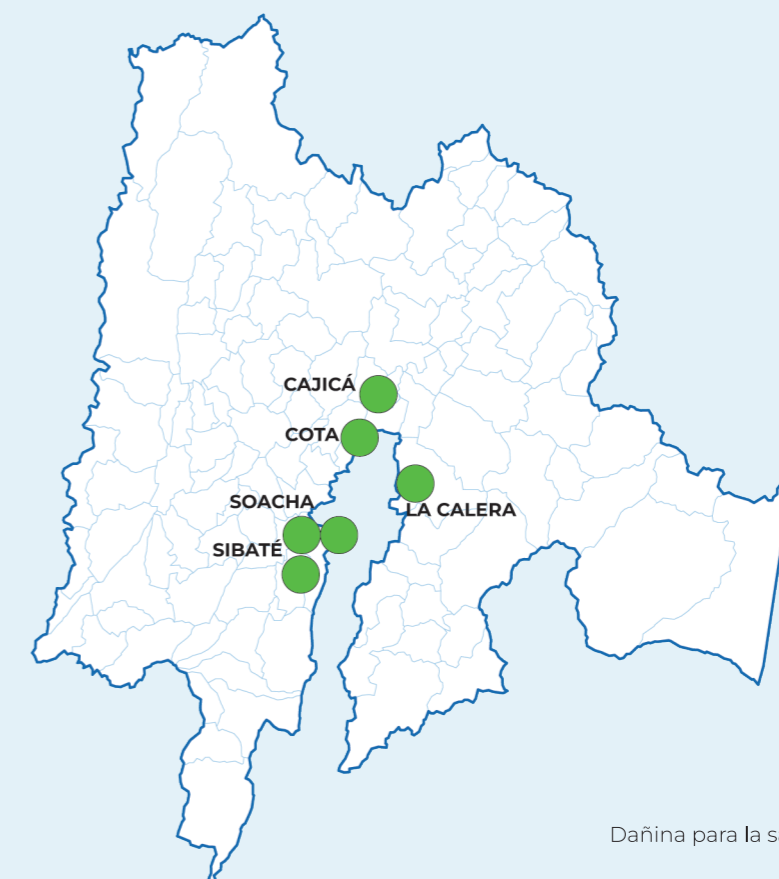 CAJICÁ
COTA
SOACHA
LA CALERA
SIBATÉ
Dañina para la